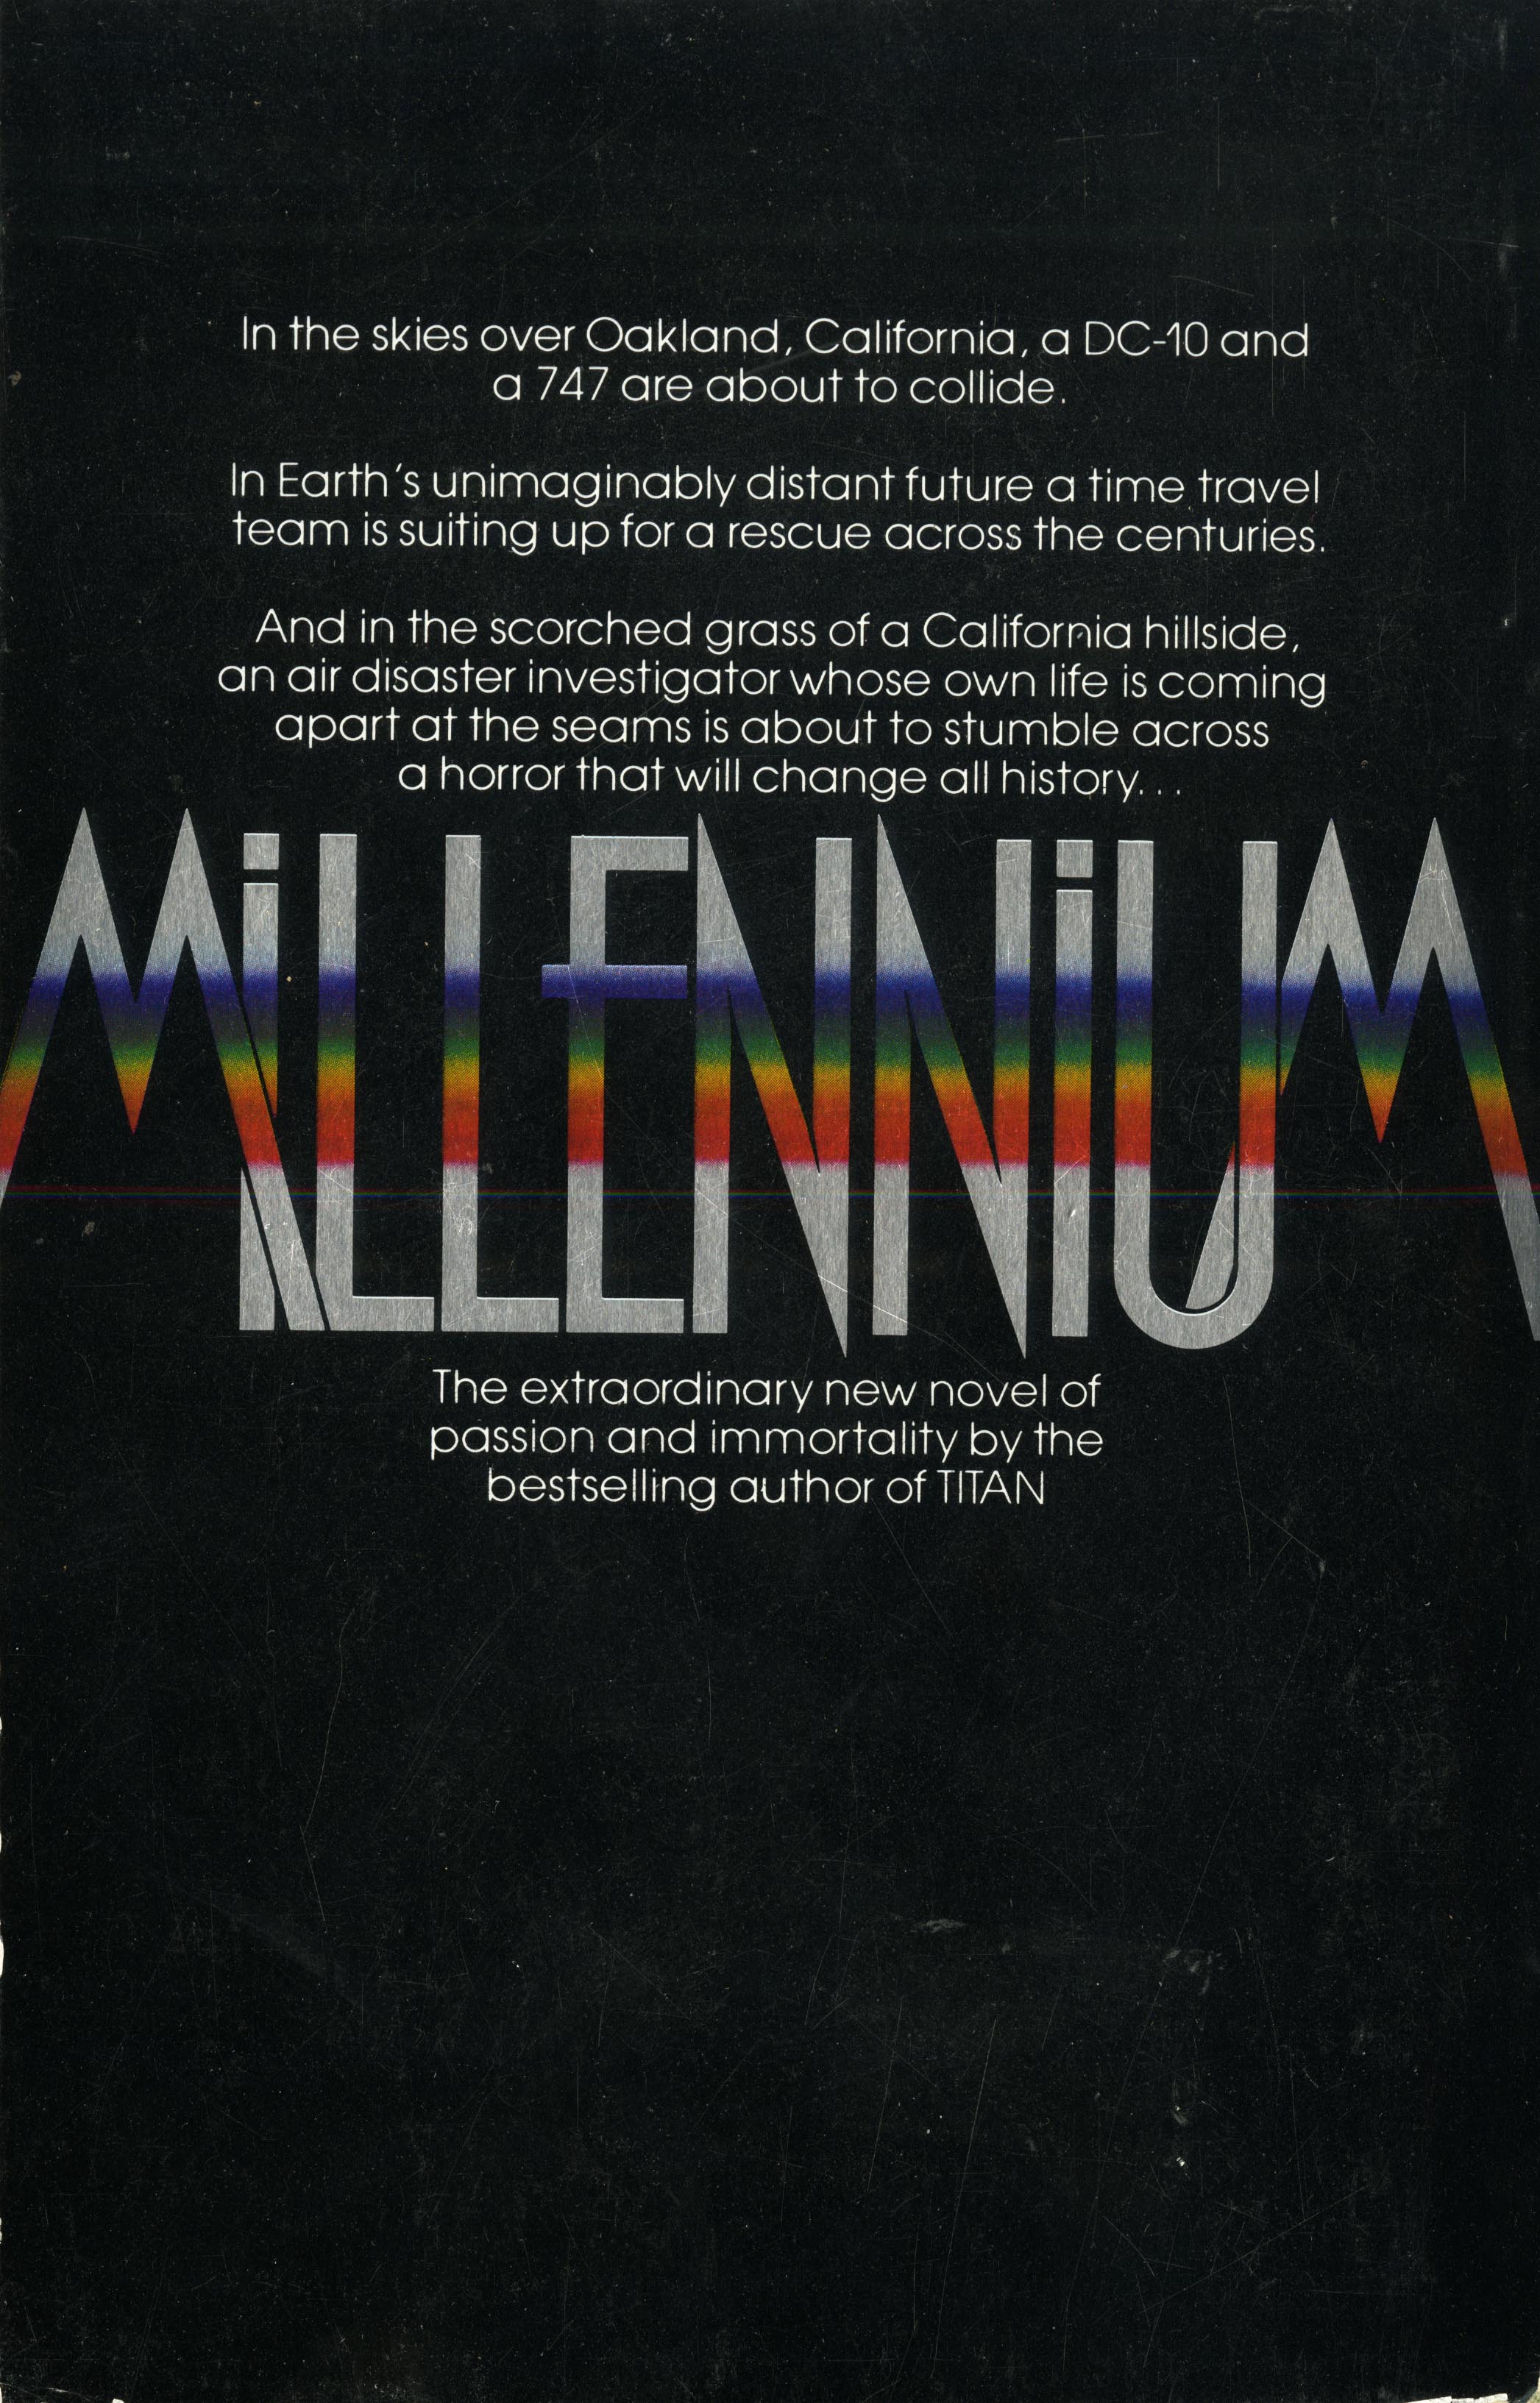 In the skies over Oakland, California, a DC-10 and
a 747 are about to collide.
In Earth's unimaginably distant future a time travel
team is suiting up for a rescue across the centuries.
And in the scorched grass of a California hillside,
an air disaster investigator whose own life is coming
apart at the seams is about to stumble across
a horror that will change all history...
MiLLENNiUM
The extraordinary new novel of
passion and immortality by the
bestselling author of TITAN